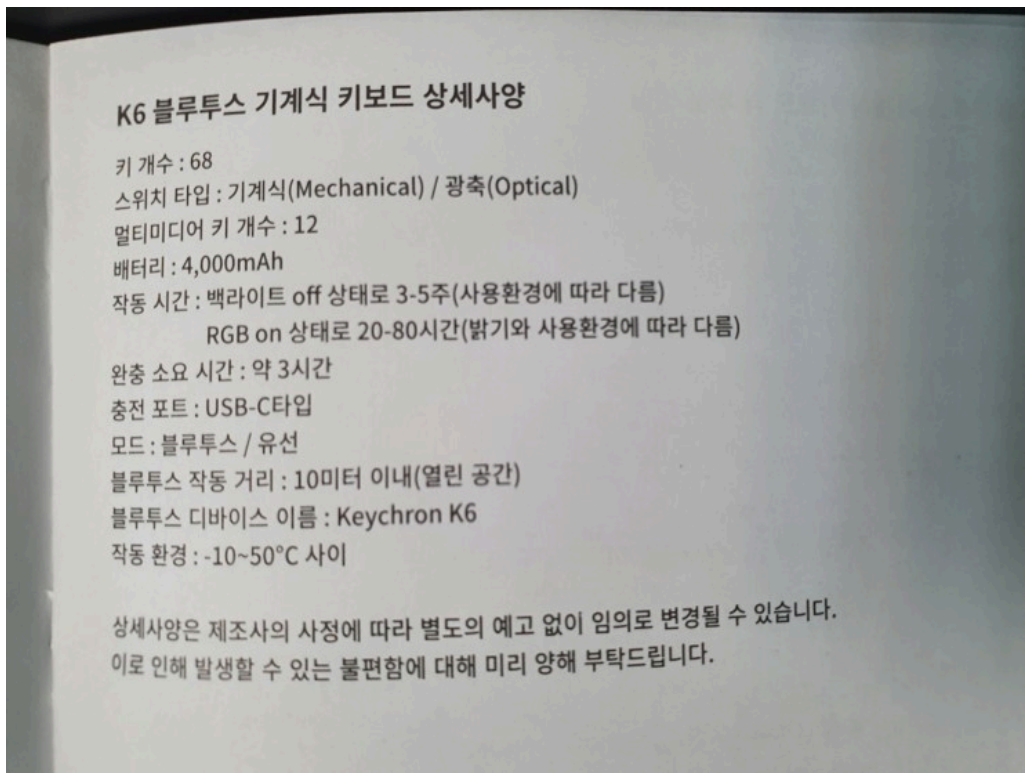 K6 블루투스 기계식 키보드 상세사양
키 개수 : 68
스위치 타입 : 기계식(Mechanical) / 광축(Optical)
멀티미디어 키 개수 : 12
배터리 : 4,000mAh
작동 시간 : 백라이트 off 상태로 3-5주(사용환경에 따라 다름)
RGB on 상태로 20-80시간(밝기와 사용환경에 따라 다름)
완충 소요 시간 : 약 3시간
충전 포트 : USB-C타입
모드 : 블루투스 / 유선
블루투스 작동 거리 : 10미터 이내(열린 공간)
블루투스 디바이스 이름 : Keychron K6
작동 환경 : -10~50°C 사이
상세사양은 제조사의 사정에 따라 별도의 예고 없이 임의로 변경될 수 있습니다.
이로 인해 발생할 수 있는 불편함에 대해 미리 양해 부탁드립니다.